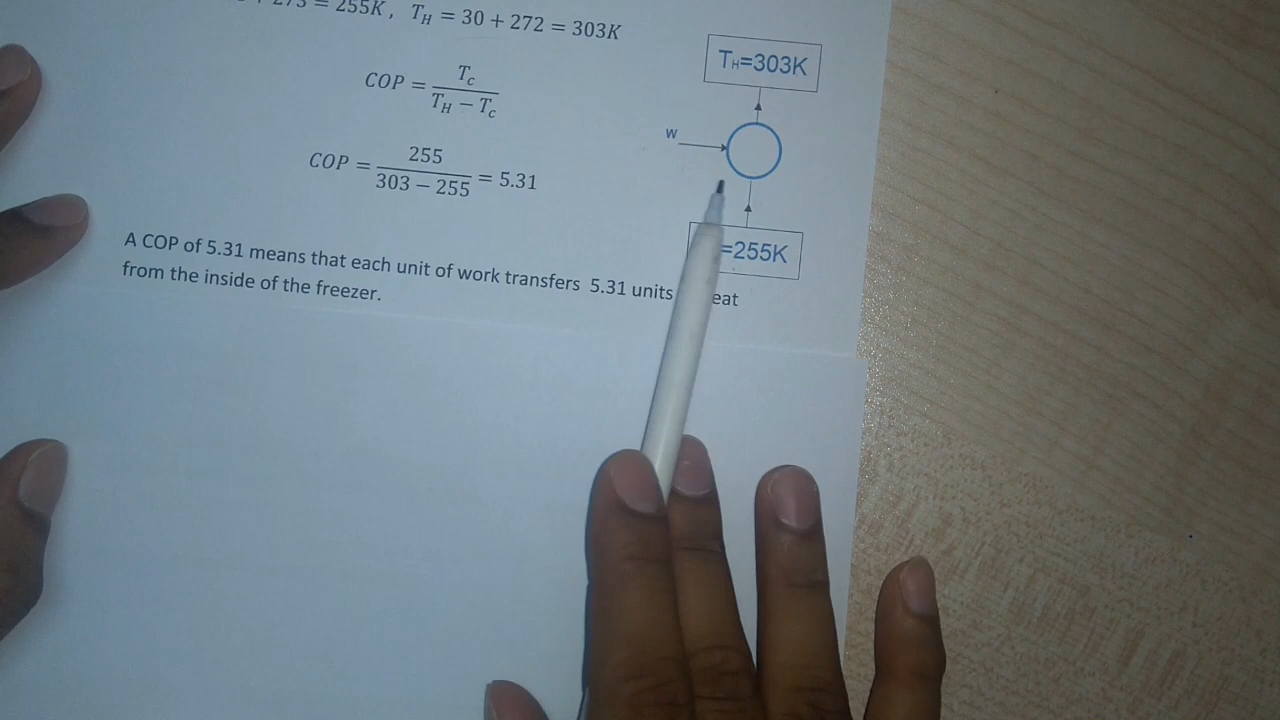 273 = 255K, T_H = 30 + 272 = 303K
T_H=303K
COP = T_c / (T_H − T_c)
W
COP = 255 / (303 − 255) = 5.31
=255K
A COP of 5.31 means that each unit of work transfers 5.31 units
from the inside of the freezer.